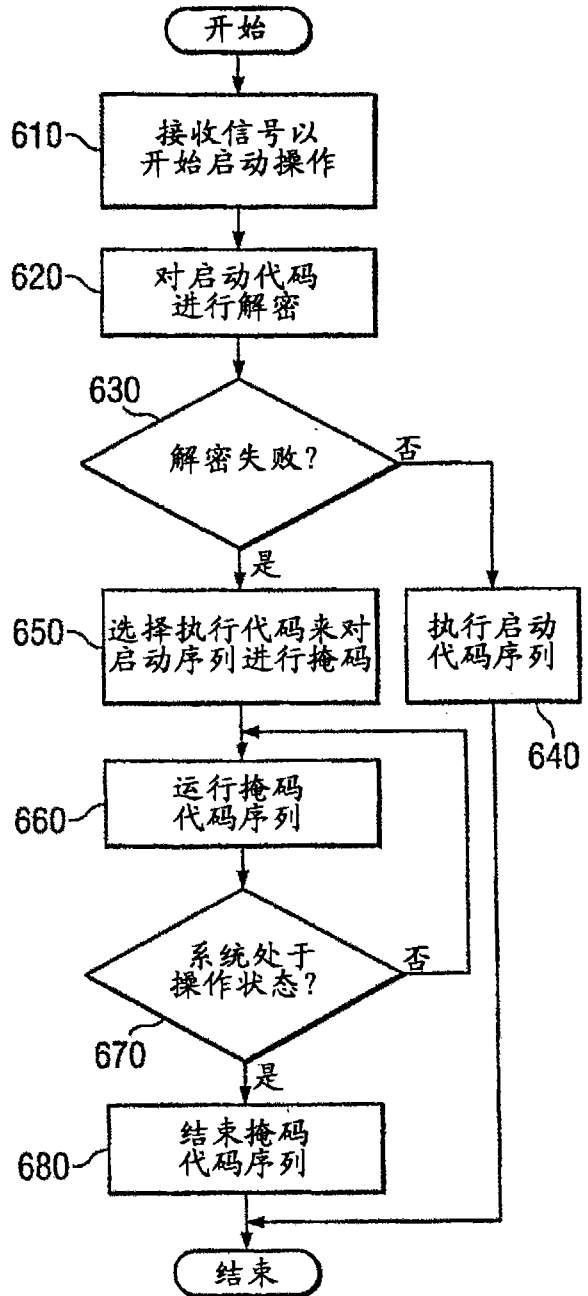 开始
610
接收信号以
开始启动操作
620
对启动代码
进行解密
630
解密失败？
否
是
650
选择执行代码来对
启动序列进行掩码
执行启动
代码序列
640
660
运行掩码
代码序列
系统处于
操作状态？
否
670
是
680
结束掩码
代码序列
结束